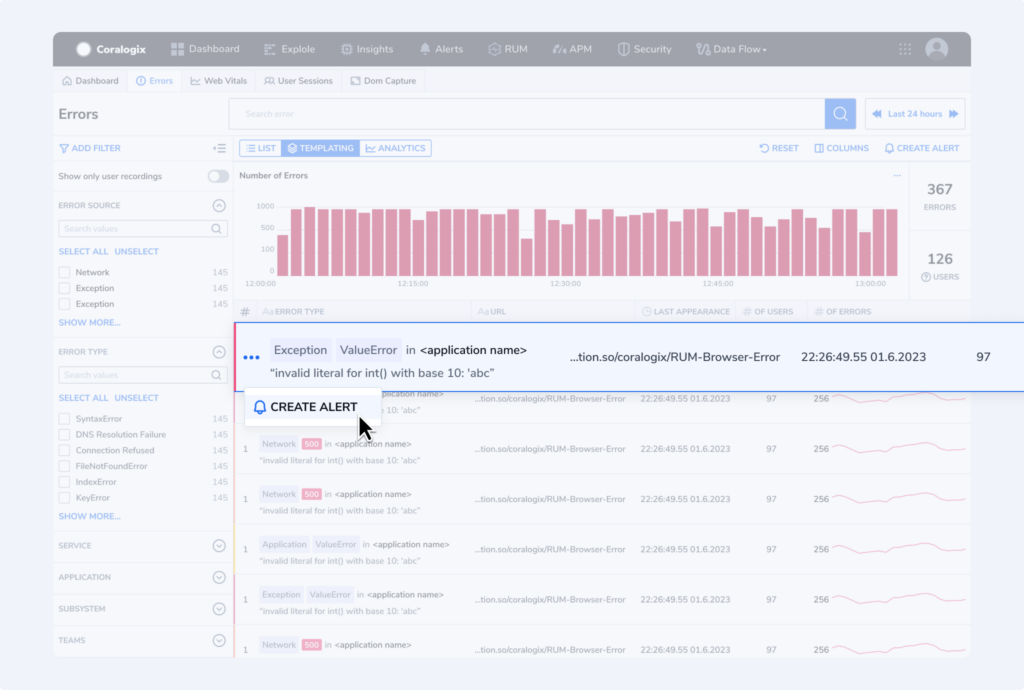 Coralogix Dashboard Explole Insights Alerts RUM APM Security Data Flow
Dashboard Errors Web Vitals User Sessions Dom Capture
Errors Search error Last 24 hours
ADD FILTER LIST TEMPLATING ANALYTICS RESET COLUMNS CREATE ALERT
Show only user recordings
ERROR SOURCE
Search values
SELECT ALL UNSELECT
Network 145
Exception 145
Exception 145
SHOW MORE...
ERROR TYPE
Search values
SELECT ALL UNSELECT
SyntaxError 145
DNS Resolution Failure 145
Connection Refused 145
FileNotFoundError 145
IndexError 145
KeyError 145
SHOW MORE...
SERVICE
APPLICATION
SUBSYSTEM
TEAMS
Number of Errors
1000
500
100
0
12:00:00 12:15:00 12:30:00 12:45:00 13:00:00
367
ERRORS
126
USERS
# Aa ERROR TYPE Aa URL LAST APPEARANCE # OF USERS # OF ERRORS
Exception ValueError in <application name> ...tion.so/coralogix/RUM-Browser-Error 22:26:49.55 01.6.2023 97
“invalid literal for int() with base 10: ‘abc”
CREATE ALERT
<application name> ...tion.so/coralogix/RUM-Browser-Error 22:26:49.55 01.6.2023 97 256
10: ‘abc”
1 Network 500 in <application name> ...tion.so/coralogix/RUM-Browser-Error 22:26:49.55 01.6.2023 97 256
“invalid literal for int() with base 10: ‘abc”
1 Network 500 in <application name> ...tion.so/coralogix/RUM-Browser-Error 22:26:49.55 01.6.2023 97 256
“invalid literal for int() with base 10: ‘abc”
1 Application ValueError in <application name> ...tion.so/coralogix/RUM-Browser-Error 22:26:49.55 01.6.2023 97 256
“invalid literal for int() with base 10: ‘abc”
1 Exception ValueError in <application name> ...tion.so/coralogix/RUM-Browser-Error 22:26:49.55 01.6.2023 97 256
“invalid literal for int() with base 10: ‘abc”
1 Network 500 in <application name> ...tion.so/coralogix/RUM-Browser-Error 22:26:49.55 01.6.2023 97 256